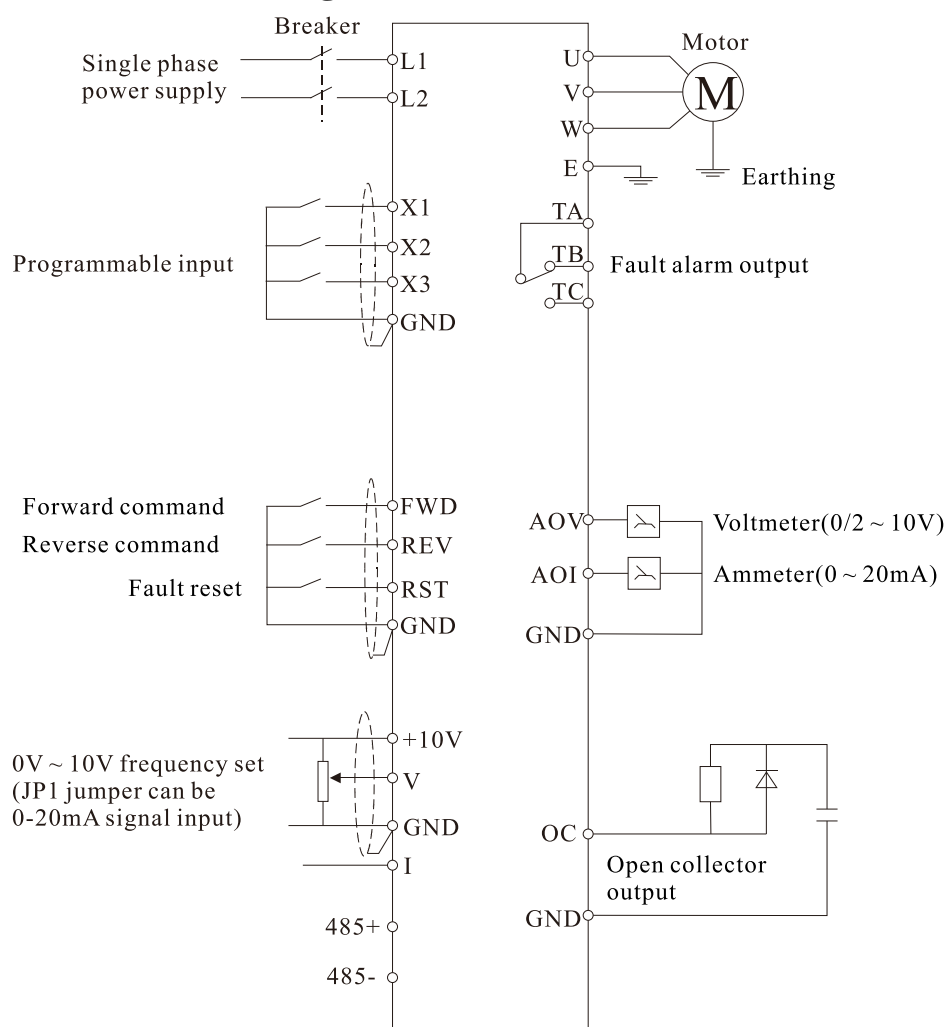 Breaker
Single phase
power supply
L1
L2
U
V
W
E
Motor
M
Earthing
Programmable input
X1
X2
X3
GND
TA
TB
TC
Fault alarm output
Forward command
Reverse command
Fault reset
FWD
REV
RST
GND
AOV
AOI
GND
Voltmeter(0/2 ~ 10V)
Ammeter(0 ~ 20mA)
0V ~ 10V frequency set
(JP1 jumper can be
0-20mA signal input)
+10V
V
GND
I
485+
485-
OC
Open collector
output
GND